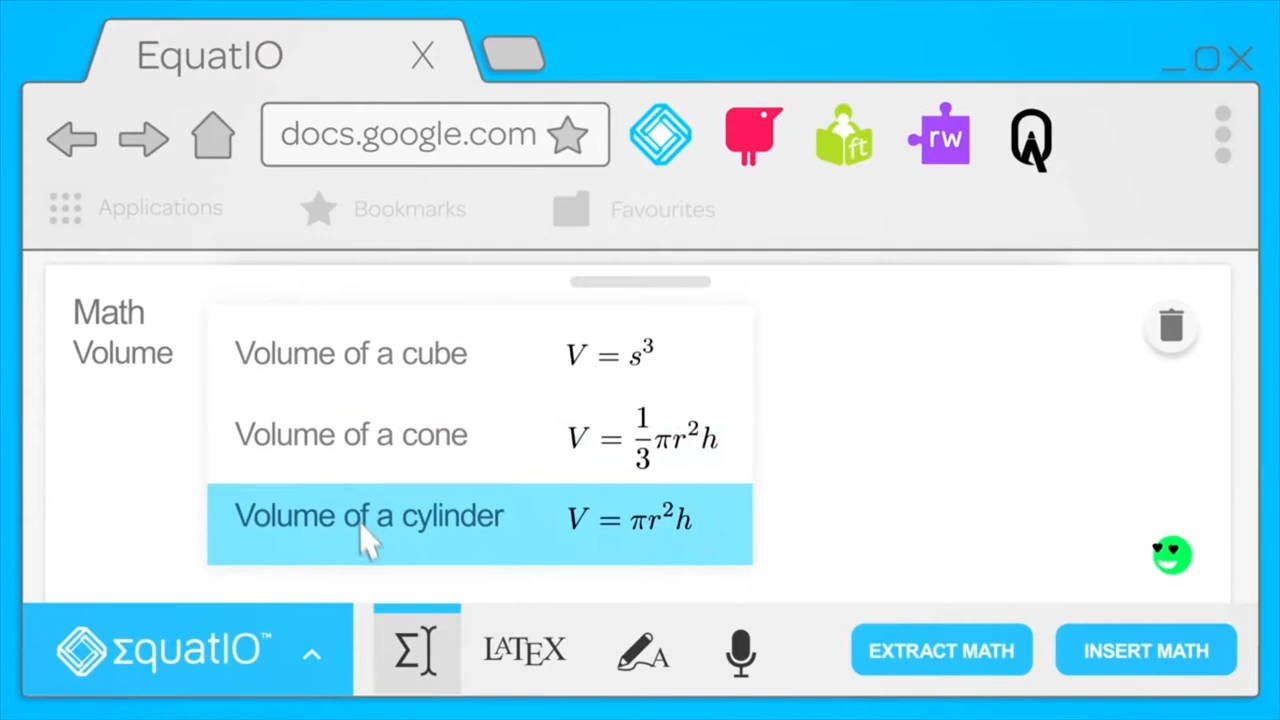 EquatIO X
docs.google.com
ft
rw
Applications
Bookmarks
Favourites
Math
Volume
Volume of a cube V = s³
Volume of a cone V = 1/3 πr²h
Volume of a cylinder V = πr²h
ΣquatIO™
Σ
LATEX
A
EXTRACT MATH
INSERT MATH